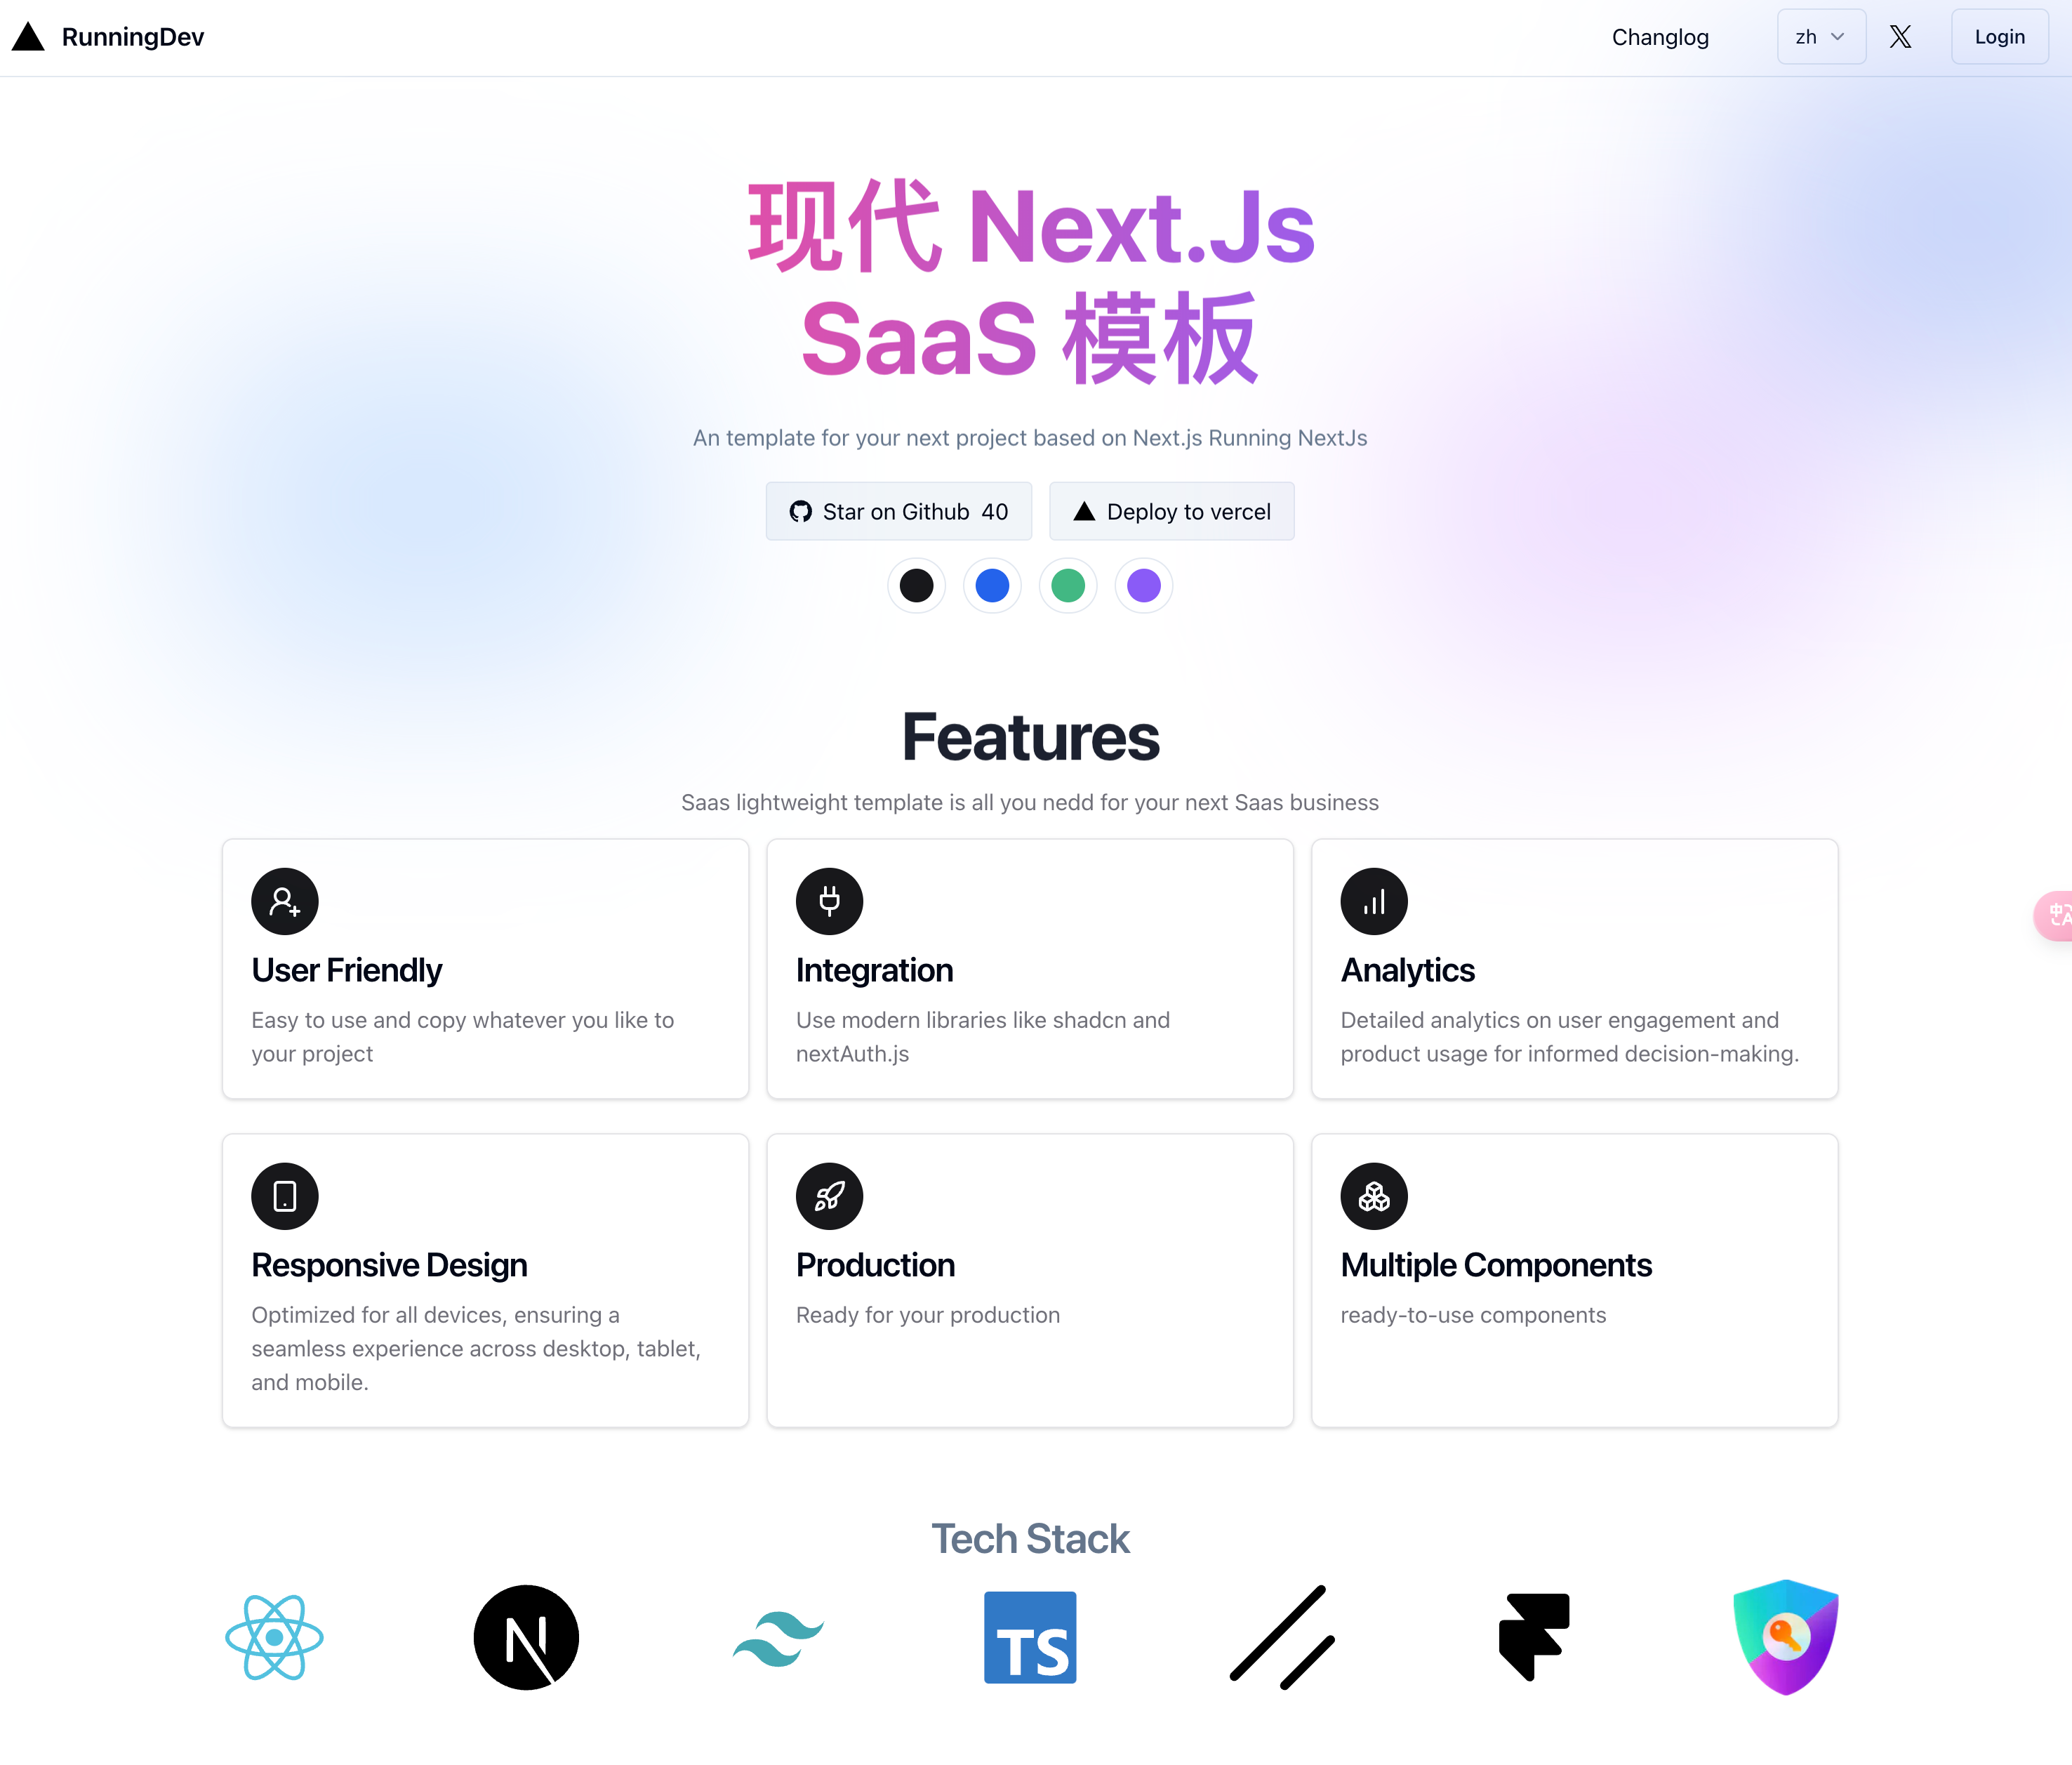 RunningDev
Changlog
zh
Login
现代 Next.Js
SaaS 模板
An template for your next project based on Next.js Running NextJs
Star on Github 40
Deploy to vercel
Features
Saas lightweight template is all you nedd for your next Saas business
User Friendly
Easy to use and copy whatever you like to
your project
Integration
Use modern libraries like shadcn and
nextAuth.js
Analytics
Detailed analytics on user engagement and
product usage for informed decision-making.
Responsive Design
Optimized for all devices, ensuring a
seamless experience across desktop, tablet,
and mobile.
Production
Ready for your production
Multiple Components
ready-to-use components
Tech Stack
TS